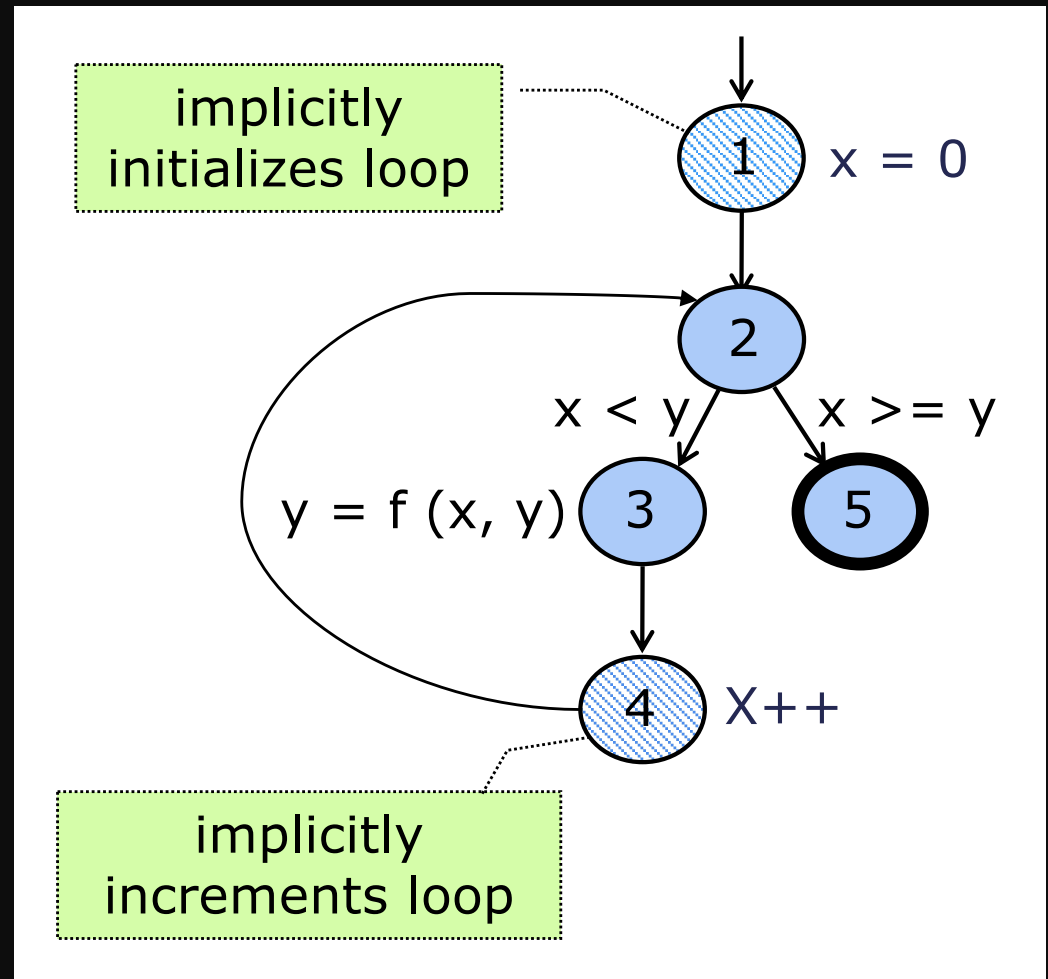 implicitly
initializes loop
1
x = 0
2
x < y
x >= y
y = f (x, y)
3
5
4
X++
implicitly
increments loop